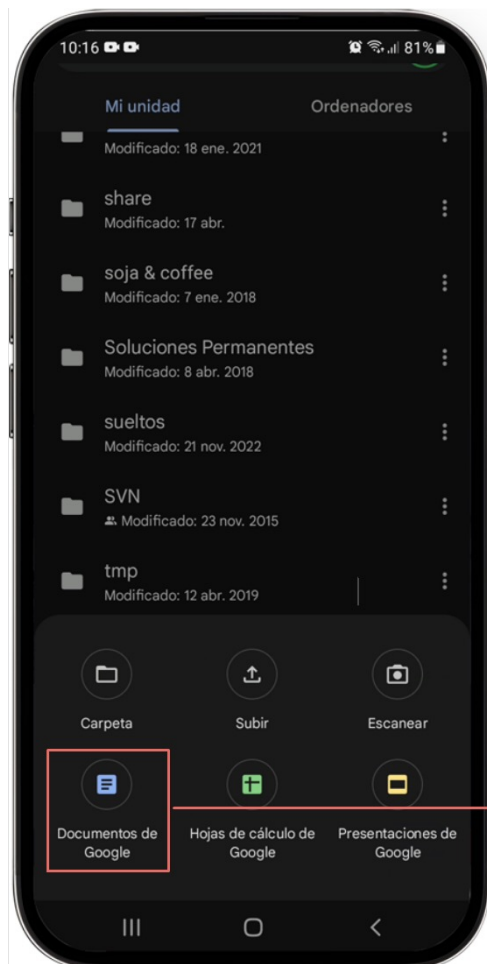 10:16 81%
Mi unidad Ordenadores
Modificado: 18 ene. 2021
share
Modificado: 17 abr.
soja & coffee
Modificado: 7 ene. 2018
Soluciones Permanentes
Modificado: 8 abr. 2018
sueltos
Modificado: 21 nov. 2022
SVN
Modificado: 23 nov. 2015
tmp
Modificado: 12 abr. 2019
Carpeta Subir Escanear
Documentos de Google
Hojas de cálculo de Google
Presentaciones de Google